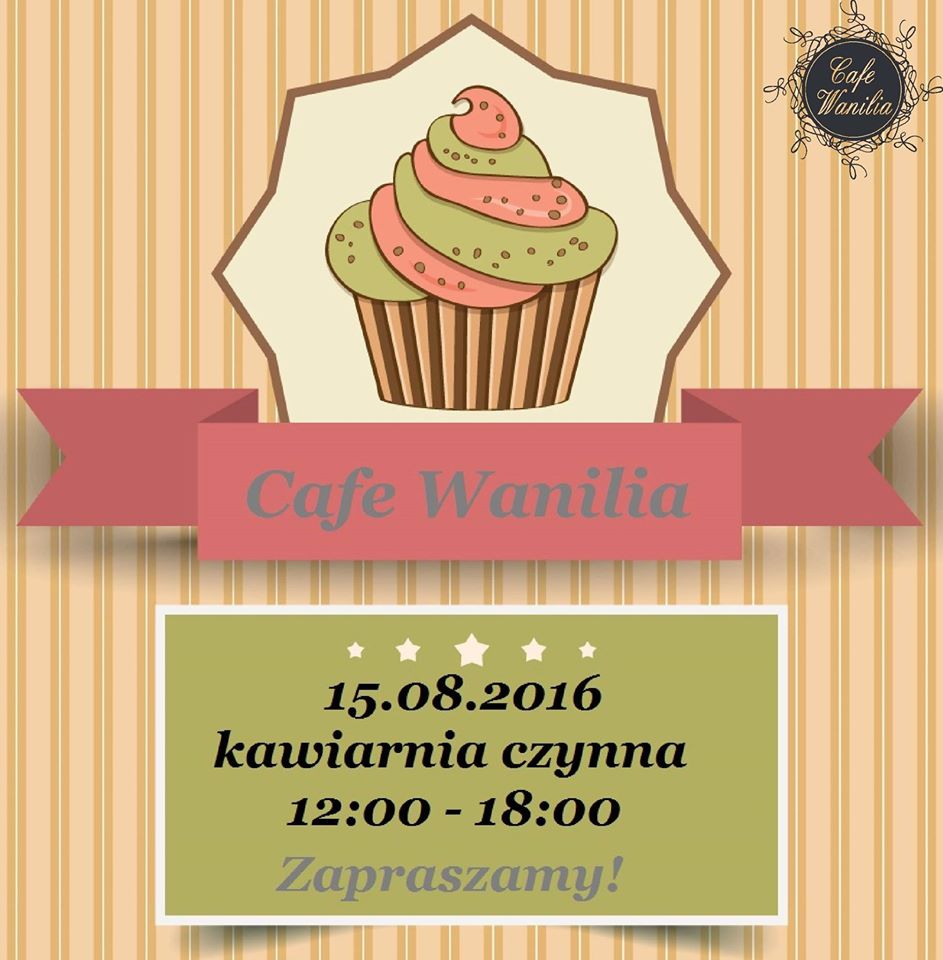 Cafe
Wanilia
Cafe Wanilia
15.08.2016
kawiarnia czynna
12:00 - 18:00
Zapraszamy!